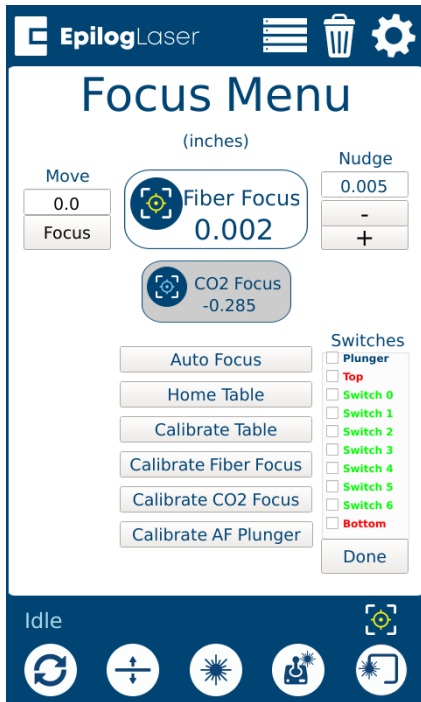 EpilogLaser
Focus Menu
(inches)
Move
0.0
Focus
Fiber Focus
0.002
Nudge
0.005
-
+
CO2 Focus
-0.285
Auto Focus
Home Table
Calibrate Table
Calibrate Fiber Focus
Calibrate CO2 Focus
Calibrate AF Plunger
Switches
Plunger
Top
Switch 0
Switch 1
Switch 2
Switch 3
Switch 4
Switch 5
Switch 6
Bottom
Done
Idle